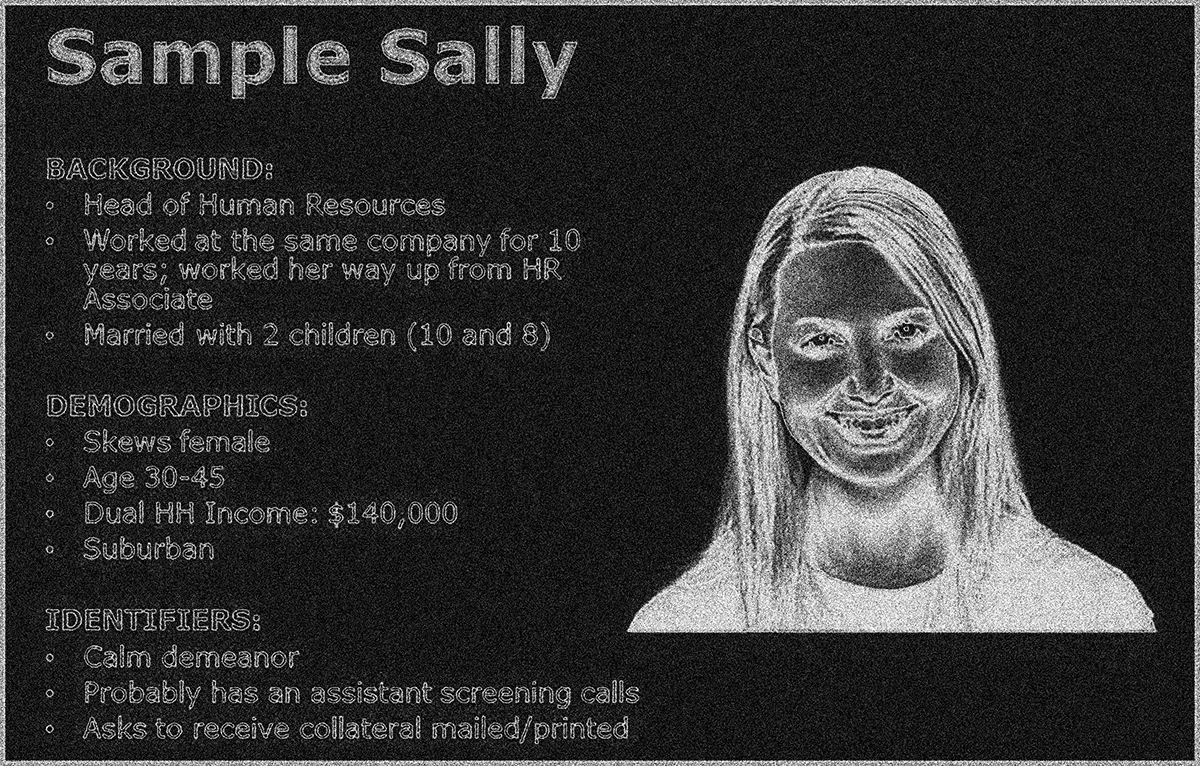 Sample Sally
BACKGROUND:
• Head of Human Resources
• Worked at the same company for 10
years; worked her way up from HR
Associate
• Married with 2 children (10 and 8)
DEMOGRAPHICS:
• Skews female
• Age 30-45
• Dual HH Income: $140,000
• Suburban
IDENTIFIERS:
• Calm demeanor
• Probably has an assistant screening calls
• Asks to receive collateral mailed/printed